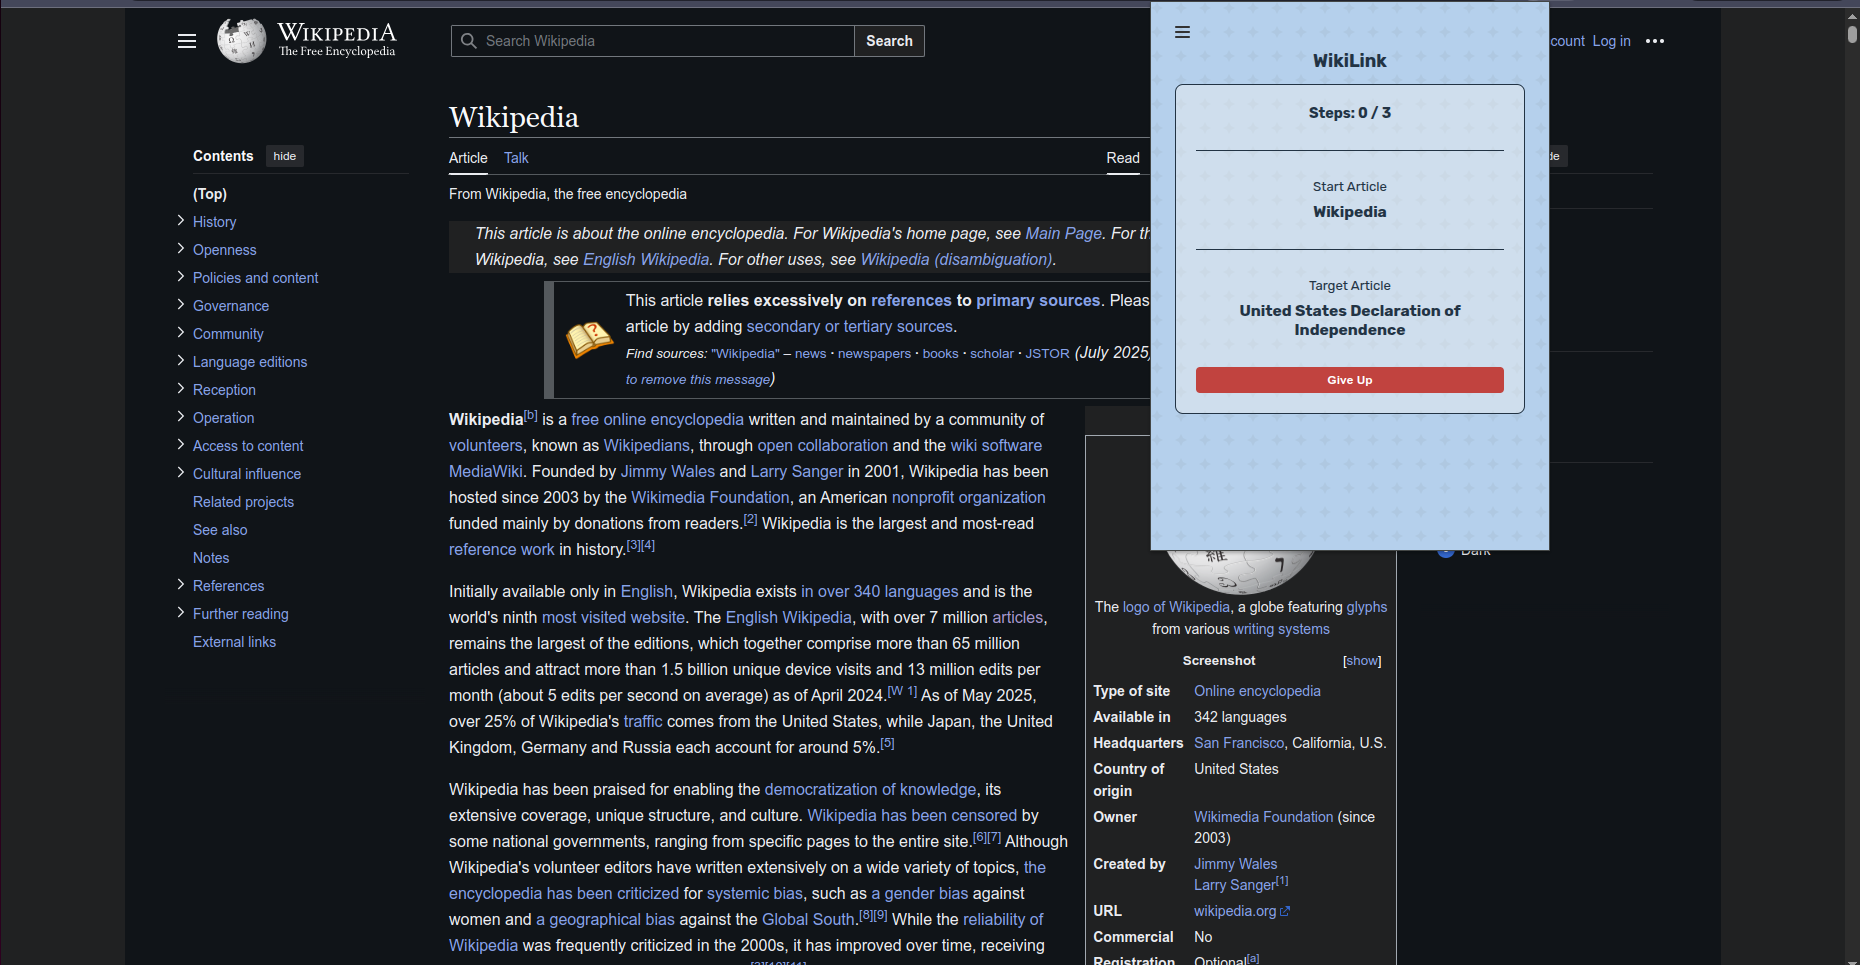 WIKIPEDIA
The Free Encyclopedia
Search Wikipedia
Search
count Log in
Contents hide
(Top)
History
Openness
Policies and content
Governance
Community
Language editions
Reception
Operation
Access to content
Cultural influence
Related projects
See also
Notes
References
Further reading
External links
Wikipedia
Article Talk
Read
From Wikipedia, the free encyclopedia
This article is about the online encyclopedia. For Wikipedia's home page, see Main Page. For th
Wikipedia, see English Wikipedia. For other uses, see Wikipedia (disambiguation).
This article relies excessively on references to primary sources. Pleas
article by adding secondary or tertiary sources.
Find sources: "Wikipedia" – news · newspapers · books · scholar · JSTOR (July 2025)
to remove this message)
Wikipedia[b] is a free online encyclopedia written and maintained by a community of
volunteers, known as Wikipedians, through open collaboration and the wiki software
MediaWiki. Founded by Jimmy Wales and Larry Sanger in 2001, Wikipedia has been
hosted since 2003 by the Wikimedia Foundation, an American nonprofit organization
funded mainly by donations from readers.[2] Wikipedia is the largest and most-read
reference work in history.[3][4]
Initially available only in English, Wikipedia exists in over 340 languages and is the
world's ninth most visited website. The English Wikipedia, with over 7 million articles,
remains the largest of the editions, which together comprise more than 65 million
articles and attract more than 1.5 billion unique device visits and 13 million edits per
month (about 5 edits per second on average) as of April 2024.[W 1] As of May 2025,
over 25% of Wikipedia's traffic comes from the United States, while Japan, the United
Kingdom, Germany and Russia each account for around 5%.[5]
Wikipedia has been praised for enabling the democratization of knowledge, its
extensive coverage, unique structure, and culture. Wikipedia has been censored by
some national governments, ranging from specific pages to the entire site.[6][7] Although
Wikipedia's volunteer editors have written extensively on a wide variety of topics, the
encyclopedia has been criticized for systemic bias, such as a gender bias against
women and a geographical bias against the Global South.[8][9] While the reliability of
Wikipedia was frequently criticized in the 2000s, it has improved over time, receiving
WikiLink
Steps: 0 / 3
Start Article
Wikipedia
Target Article
United States Declaration of
Independence
Give Up
de
Dark
The logo of Wikipedia, a globe featuring glyphs
from various writing systems
Screenshot [show]
Type of site Online encyclopedia
Available in 342 languages
Headquarters San Francisco, California, U.S.
Country of United States
origin
Owner Wikimedia Foundation (since
2003)
Created by Jimmy Wales
Larry Sanger[1]
URL wikipedia.org
Commercial No
Registration Optional[a]